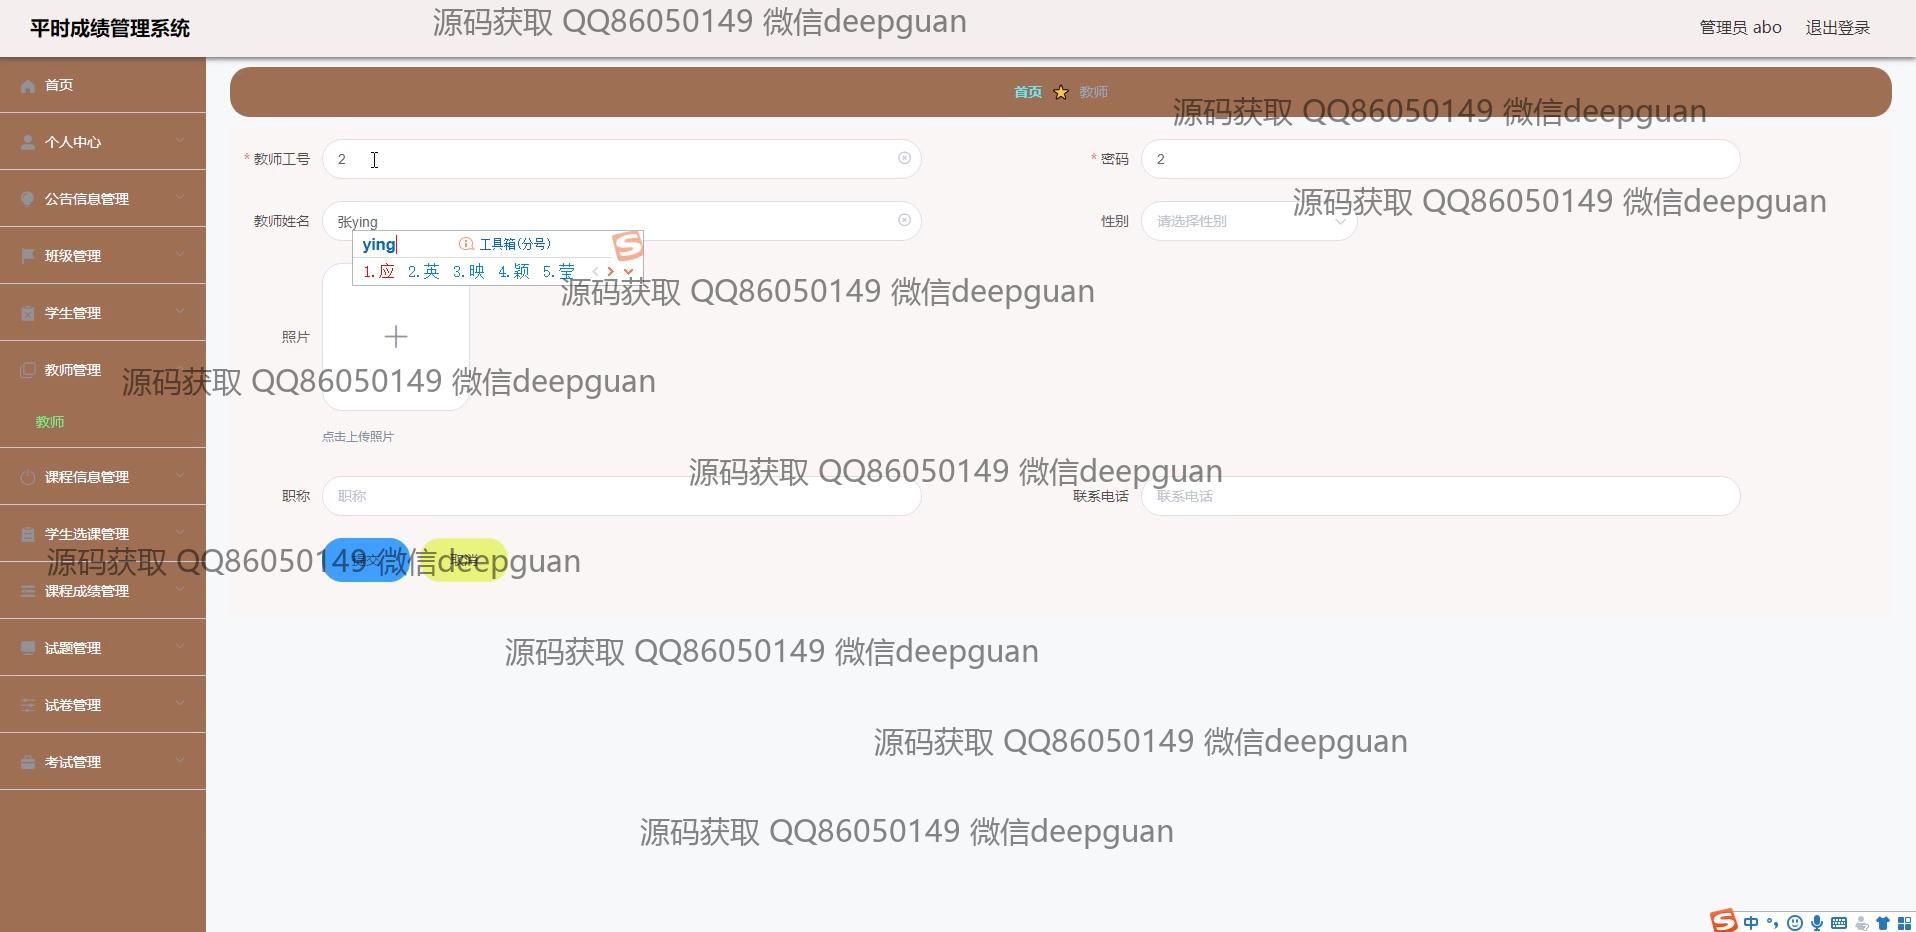 平时成绩管理系统
源码获取 QQ86050149 微信deepguan
管理员 abo 退出登录
首页
首页 教师
源码获取 QQ86050149 微信deepguan
个人中心
* 教师工号 2
* 密码 2
公告信息管理
源码获取 QQ86050149 微信deepguan
教师姓名 张ying
性别 请选择性别
ying 工具箱(分号)
1.应 2.英 3.映 4.颖 5.莹
班级管理
源码获取 QQ86050149 微信deepguan
学生管理
照片
教师管理
源码获取 QQ86050149 微信deepguan
教师
点击上传照片
课程信息管理
源码获取 QQ86050149 微信deepguan
职称 职称
联系电话 联系电话
学生选课管理
源码获取 QQ86050149 微信deepguan
提交 取消
课程成绩管理
试题管理
源码获取 QQ86050149 微信deepguan
试卷管理
源码获取 QQ86050149 微信deepguan
考试管理
源码获取 QQ86050149 微信deepguan
中